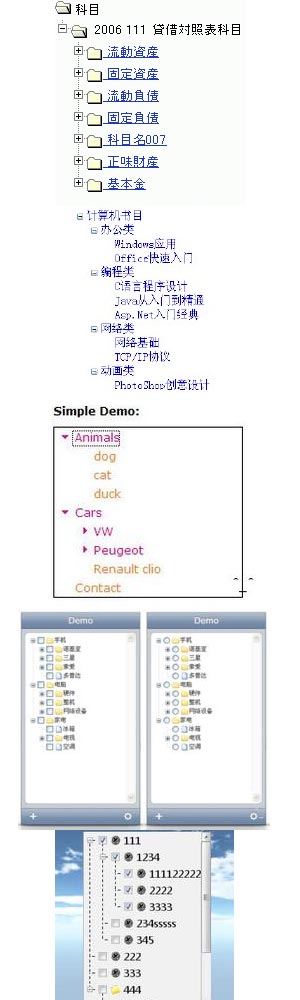 科目
2006 111 貸借対照表科目
流動資産
固定資産
流動負債
固定負債
科目名007
正味財産
基本金
计算机书目
办公类
Windows应用
Office快速入门
编程类
C语言程序设计
Java从入门到精通
Asp.Net入门经典
网络类
网络基础
TCP/IP协议
动画类
PhotoShop创意设计
Simple Demo:
Animals
dog
cat
duck
Cars
VW
Peugeot
Renault clio
Contact
Demo
手机
诺基亚
三星
索爱
多普达
电脑
硬件
整机
网络设备
家电
冰箱
电视
空调
Demo
手机
诺基亚
三星
索爱
多普达
电脑
硬件
整机
网络设备
家电
冰箱
电视
空调
111
1234
111122222
2222
3333
234sssss
345
222
333
444